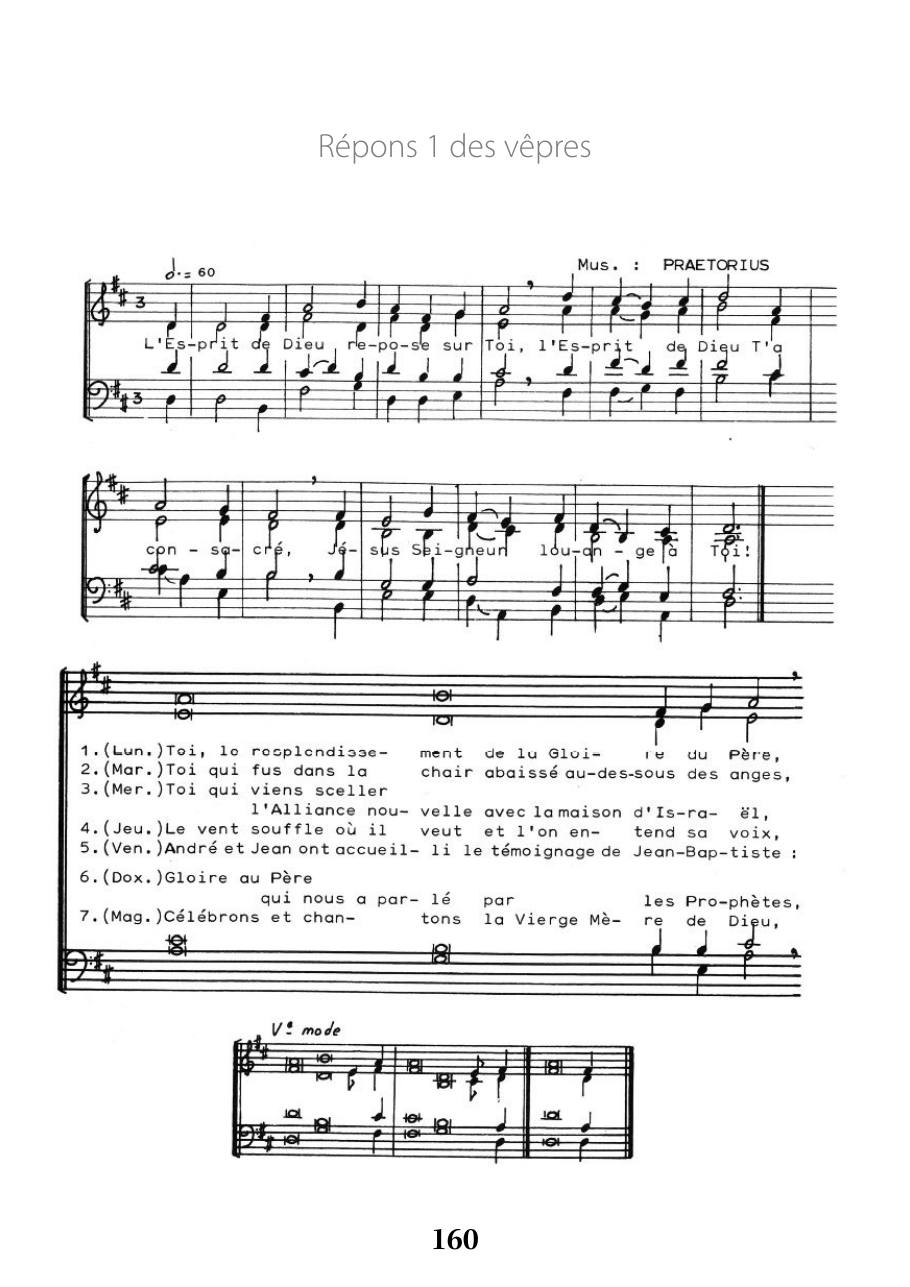 Répons 1 des vêpres
= 60
Mus. : PRAETORIUS
3
L'Es-prit de Dieu re-po-se sur Toi, l'Es-prit de Dieu T'a
3
con - sa-cré, Jé-sus Sei-gneur lou-an - ge à Toi!
1.(Lun.)Toi, le resplendisse- ment de la Gloi- re du Père,
2.(Mar.)Toi qui fus dans la chair abaissé au-des-sous des anges,
3.(Mer.)Toi qui viens sceller
l'Alliance nou- velle avec la maison d'Is-ra- ël,
4.(Jeu.)Le vent souffle où il veut et l'on en- tend sa voix,
5.(Ven.)André et Jean ont accueil- li le témoignage de Jean-Bap-tiste :
6.(Dox.)Gloire au Père
qui nous a par- lé par les Pro-phètes,
7.(Mag.)Célébrons et chan- tons la Vierge Mè- re de Dieu,
Ve mode
160